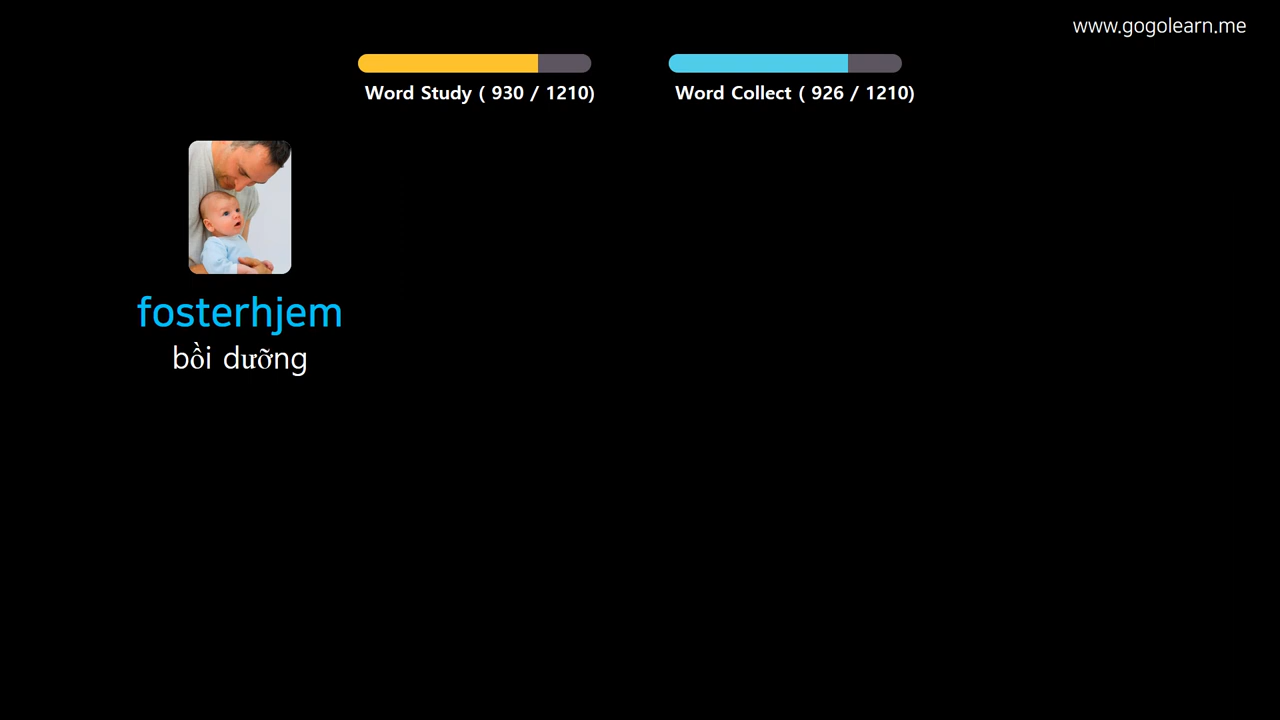 www.gogolearn.me
Word Study ( 930 / 1210)
Word Collect ( 926 / 1210)
fosterhjem
bồi dưỡng